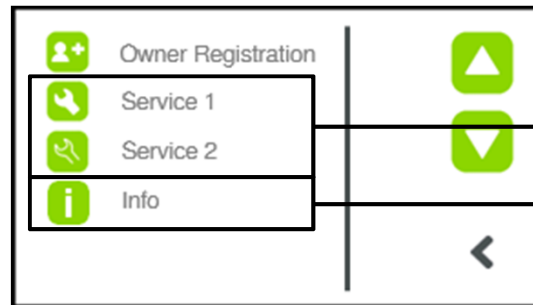 Owner Registration
Service 1
Service 2
Info